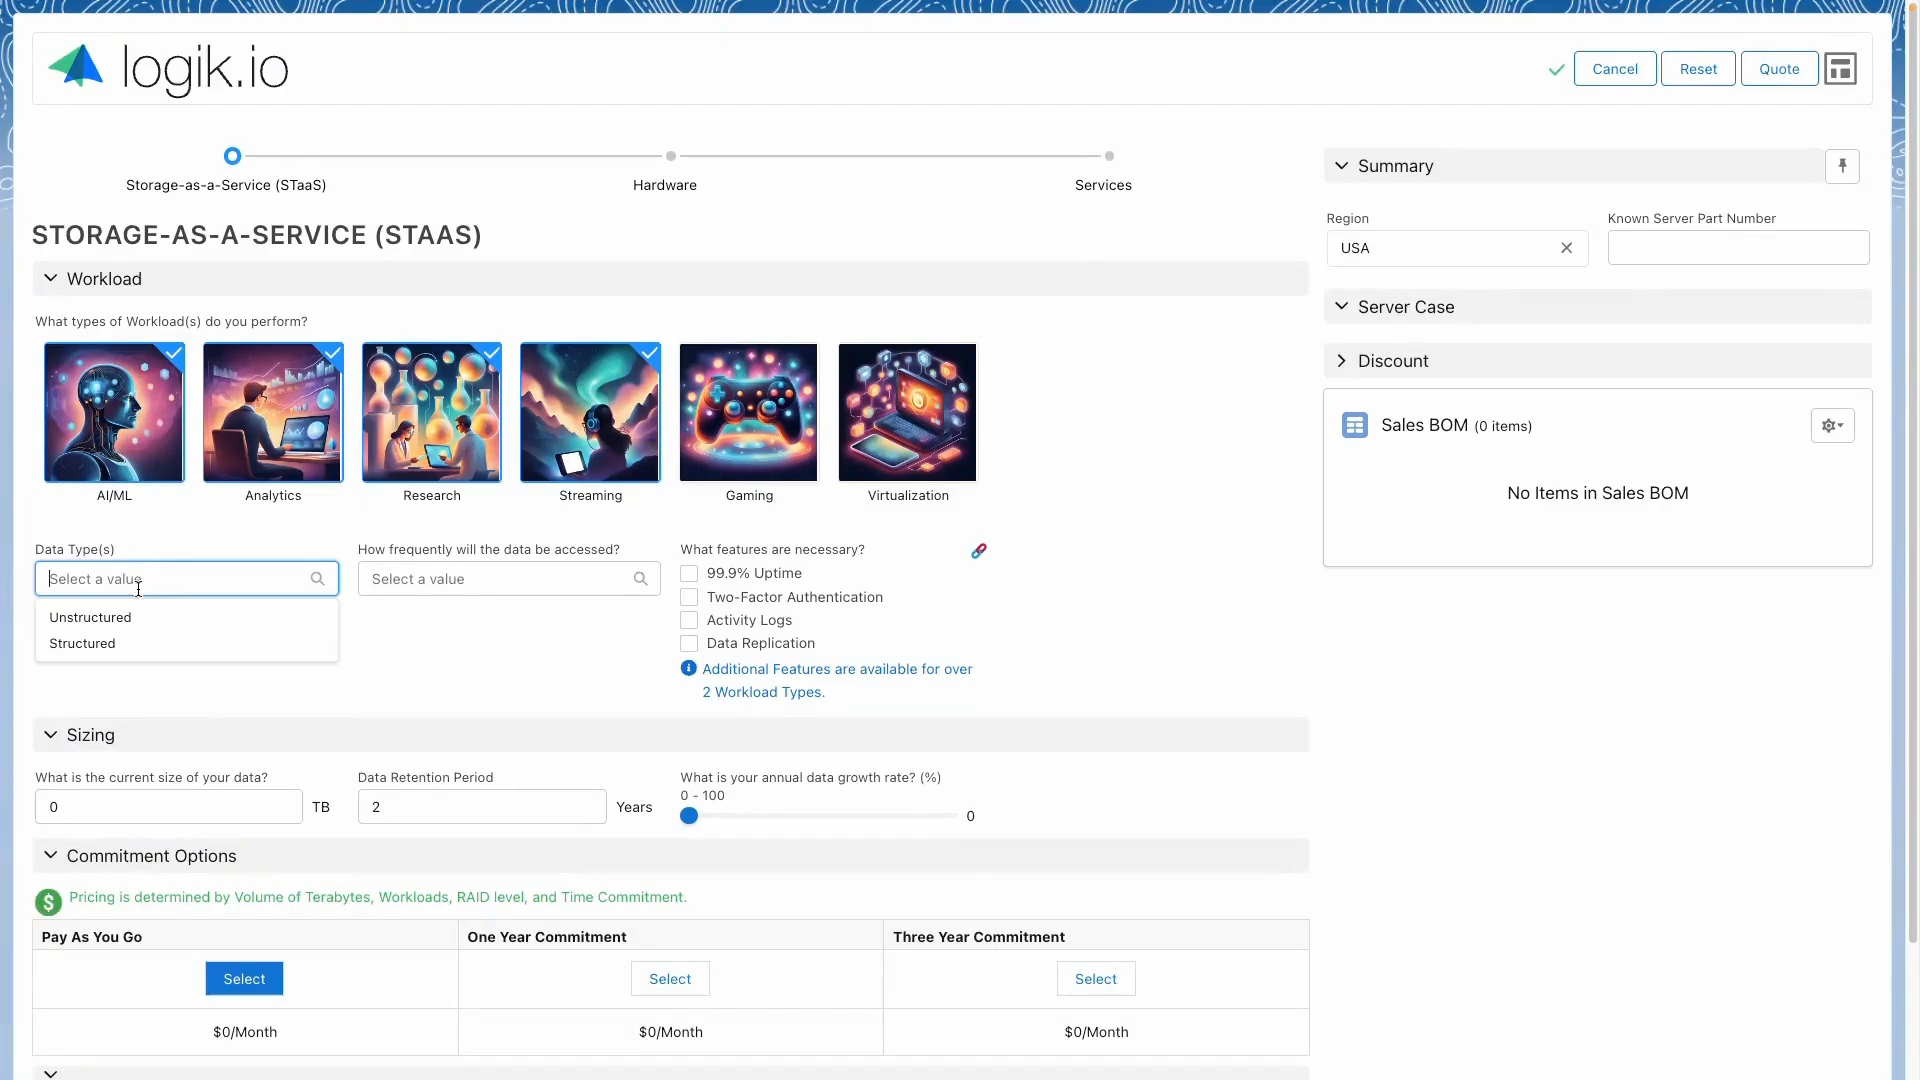 logik.io
Cancel
Reset
Quote
Storage-as-a-Service (STaaS)
Hardware
Services
STORAGE-AS-A-SERVICE (STAAS)
Workload
What types of Workload(s) do you perform?
AI/ML
Analytics
Research
Streaming
Gaming
Virtualization
Data Type(s)
Select a value
Unstructured
Structured
How frequently will the data be accessed?
Select a value
What features are necessary?
99.9% Uptime
Two-Factor Authentication
Activity Logs
Data Replication
Additional Features are available for over
2 Workload Types.
Sizing
What is the current size of your data?
0 TB
Data Retention Period
2 Years
What is your annual data growth rate? (%)
0 - 100
0
Commitment Options
$ Pricing is determined by Volume of Terabytes, Workloads, RAID level, and Time Commitment.
Pay As You Go
One Year Commitment
Three Year Commitment
Select
Select
Select
$0/Month
$0/Month
$0/Month
Summary
Region
USA
Known Server Part Number
Server Case
Discount
Sales BOM (0 items)
No Items in Sales BOM